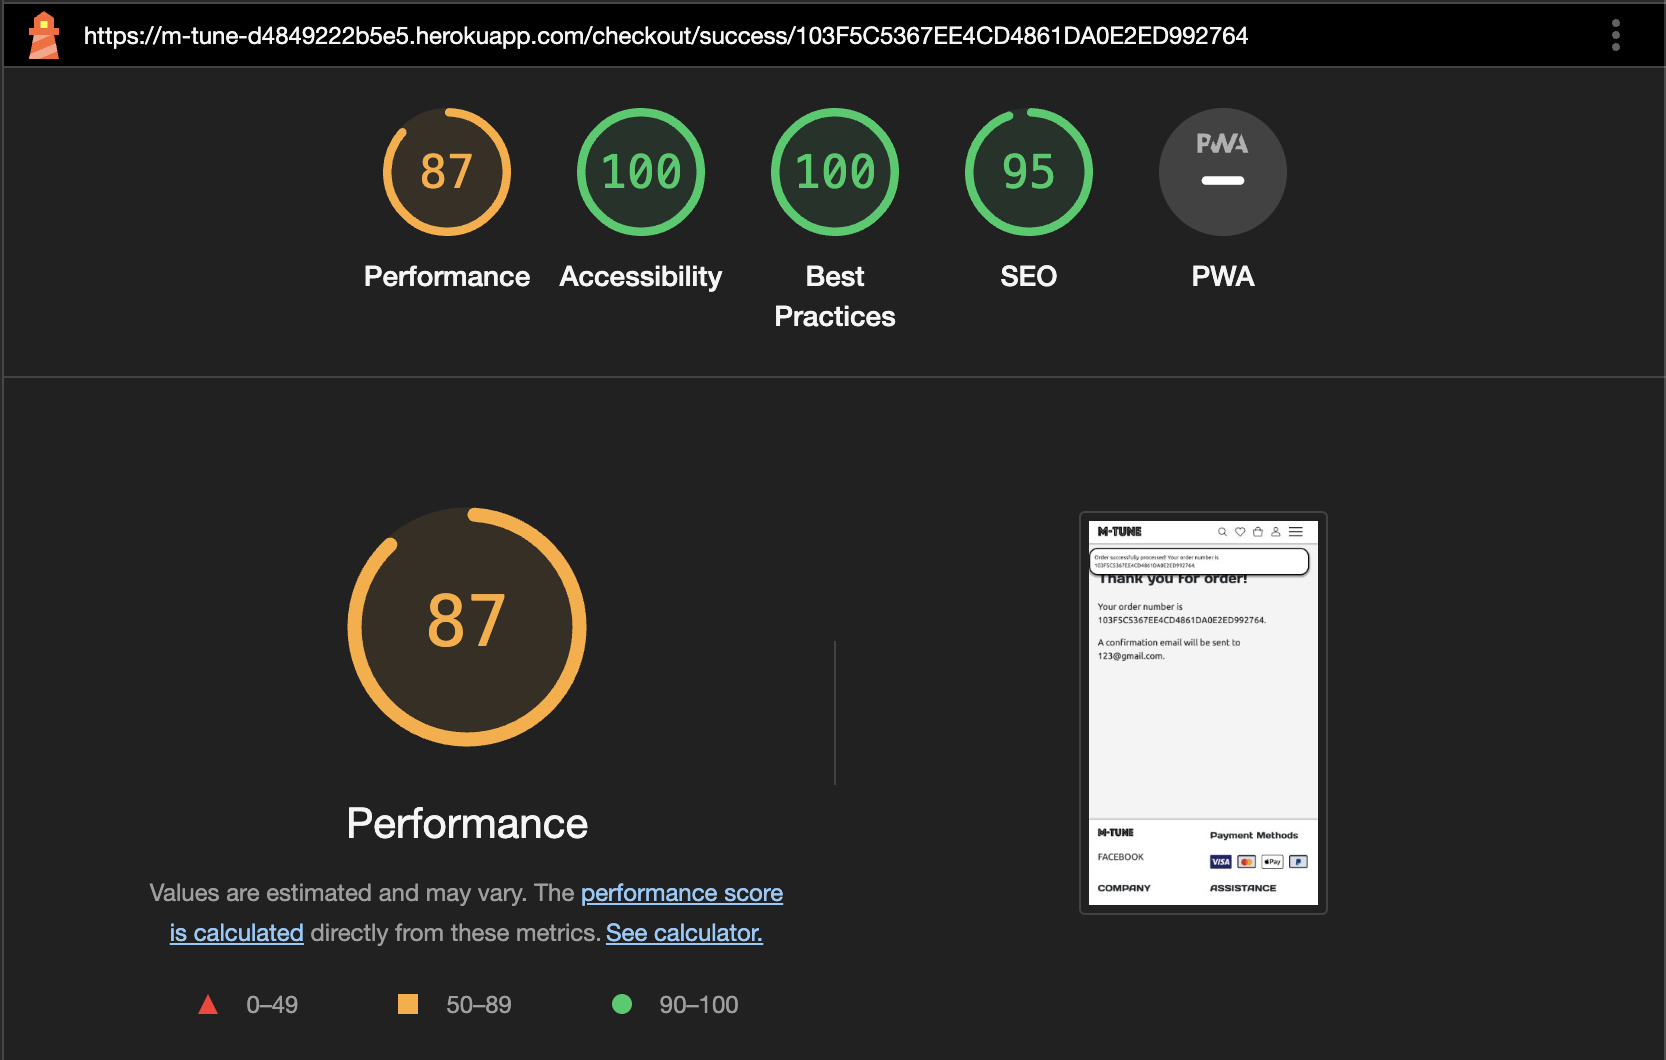 https://m-tune-d4849222b5e5.herokuapp.com/checkout/success/103F5C5367EE4CD4861DA0E2ED992764
87
100
100
95
PWA
Performance
Accessibility
Best
Practices
SEO
PWA
87
Performance
Values are estimated and may vary. The performance score
is calculated directly from these metrics. See calculator.
0–49
50–89
90–100
M-TUNE
Order successfully processed! Your order number is
103F5C5367EE4CD4861DA0E2ED992764.
Thank you for order!
Your order number is
103F5C5367EE4CD4861DA0E2ED992764.
A confirmation email will be sent to
123@gmail.com.
M-TUNE
Payment Methods
FACEBOOK
VISA
Pay
COMPANY
ASSISTANCE